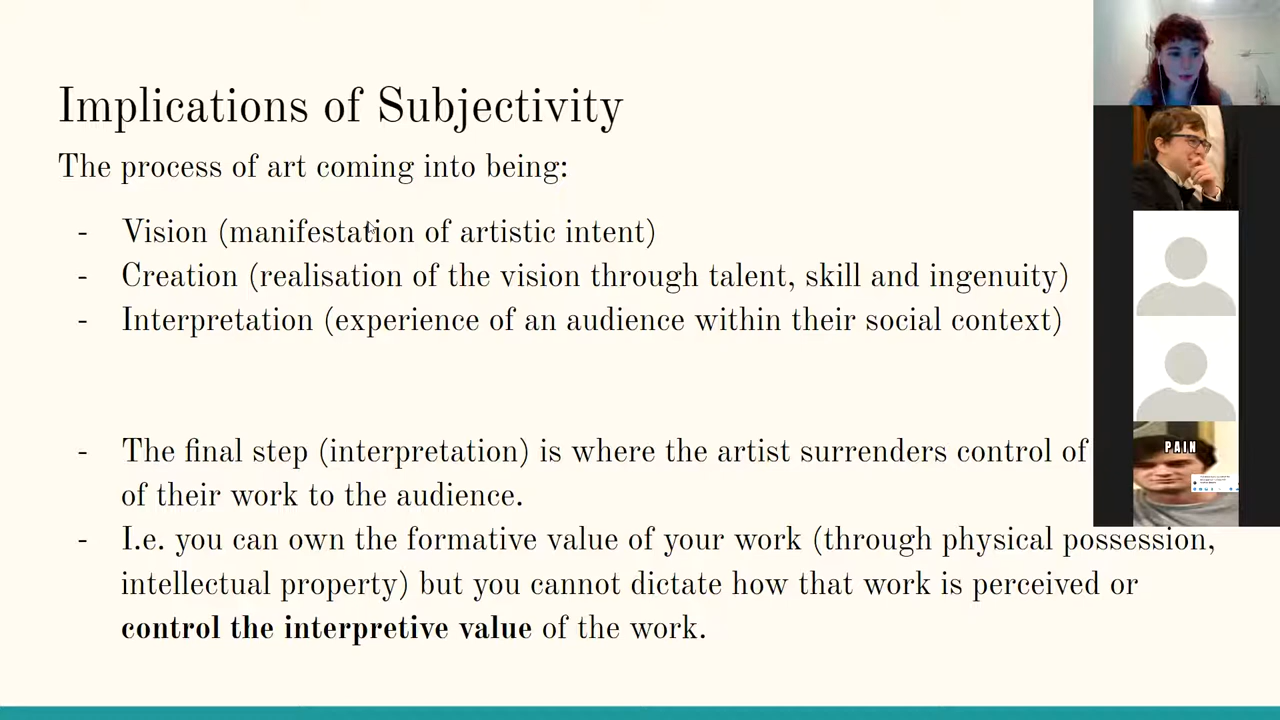 Implications of Subjectivity
The process of art coming into being:
- Vision (manifestation of artistic intent)
- Creation (realisation of the vision through talent, skill and ingenuity)
- Interpretation (experience of an audience within their social context)
- The final step (interpretation) is where the artist surrenders control of
of their work to the audience.
- I.e. you can own the formative value of your work (through physical possession,
intellectual property) but you cannot dictate how that work is perceived or
control the interpretive value of the work.
PAIN